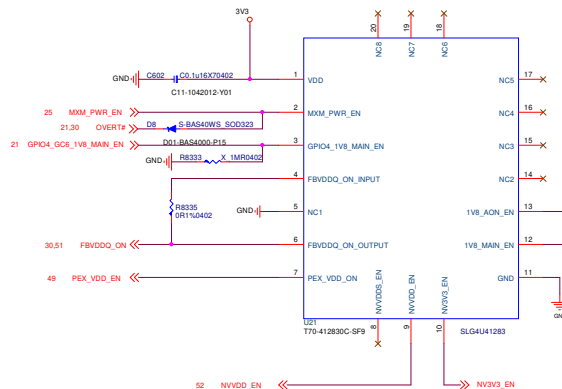 3V3
20
19
18
NC8
NC7
NC6
GND
C602
C0.1u16X70402
C11-1042012-Y01
1
VDD
NC5
17
25
MXM_PWR_EN
2
MXM_PWR_EN
NC4
16
21,30
OVERT#
D8
S-BAS40WS_SOD323
D01-BAS4000-P15
21
GPIO4_GC6_1V8_MAIN_EN
3
GPIO4_1V8_MAIN_EN
NC3
15
GND
R8333
X_1MR0402
4
FBVDDQ_ON_INPUT
NC2
14
R8335
0R1%0402
GND
5
NC1
1V8_AON_EN
13
30,51
FBVDDQ_ON
6
FBVDDQ_ON_OUTPUT
1V8_MAIN_EN
12
49
PEX_VDD_EN
7
PEX_VDD_ON
GND
11
NVVDDS_EN
NVVDD_EN
NV3V3_EN
U21
T70-412830C-SF9
8
9
10
SLG4U41283
52
NVVDD_EN
NV3V3_EN